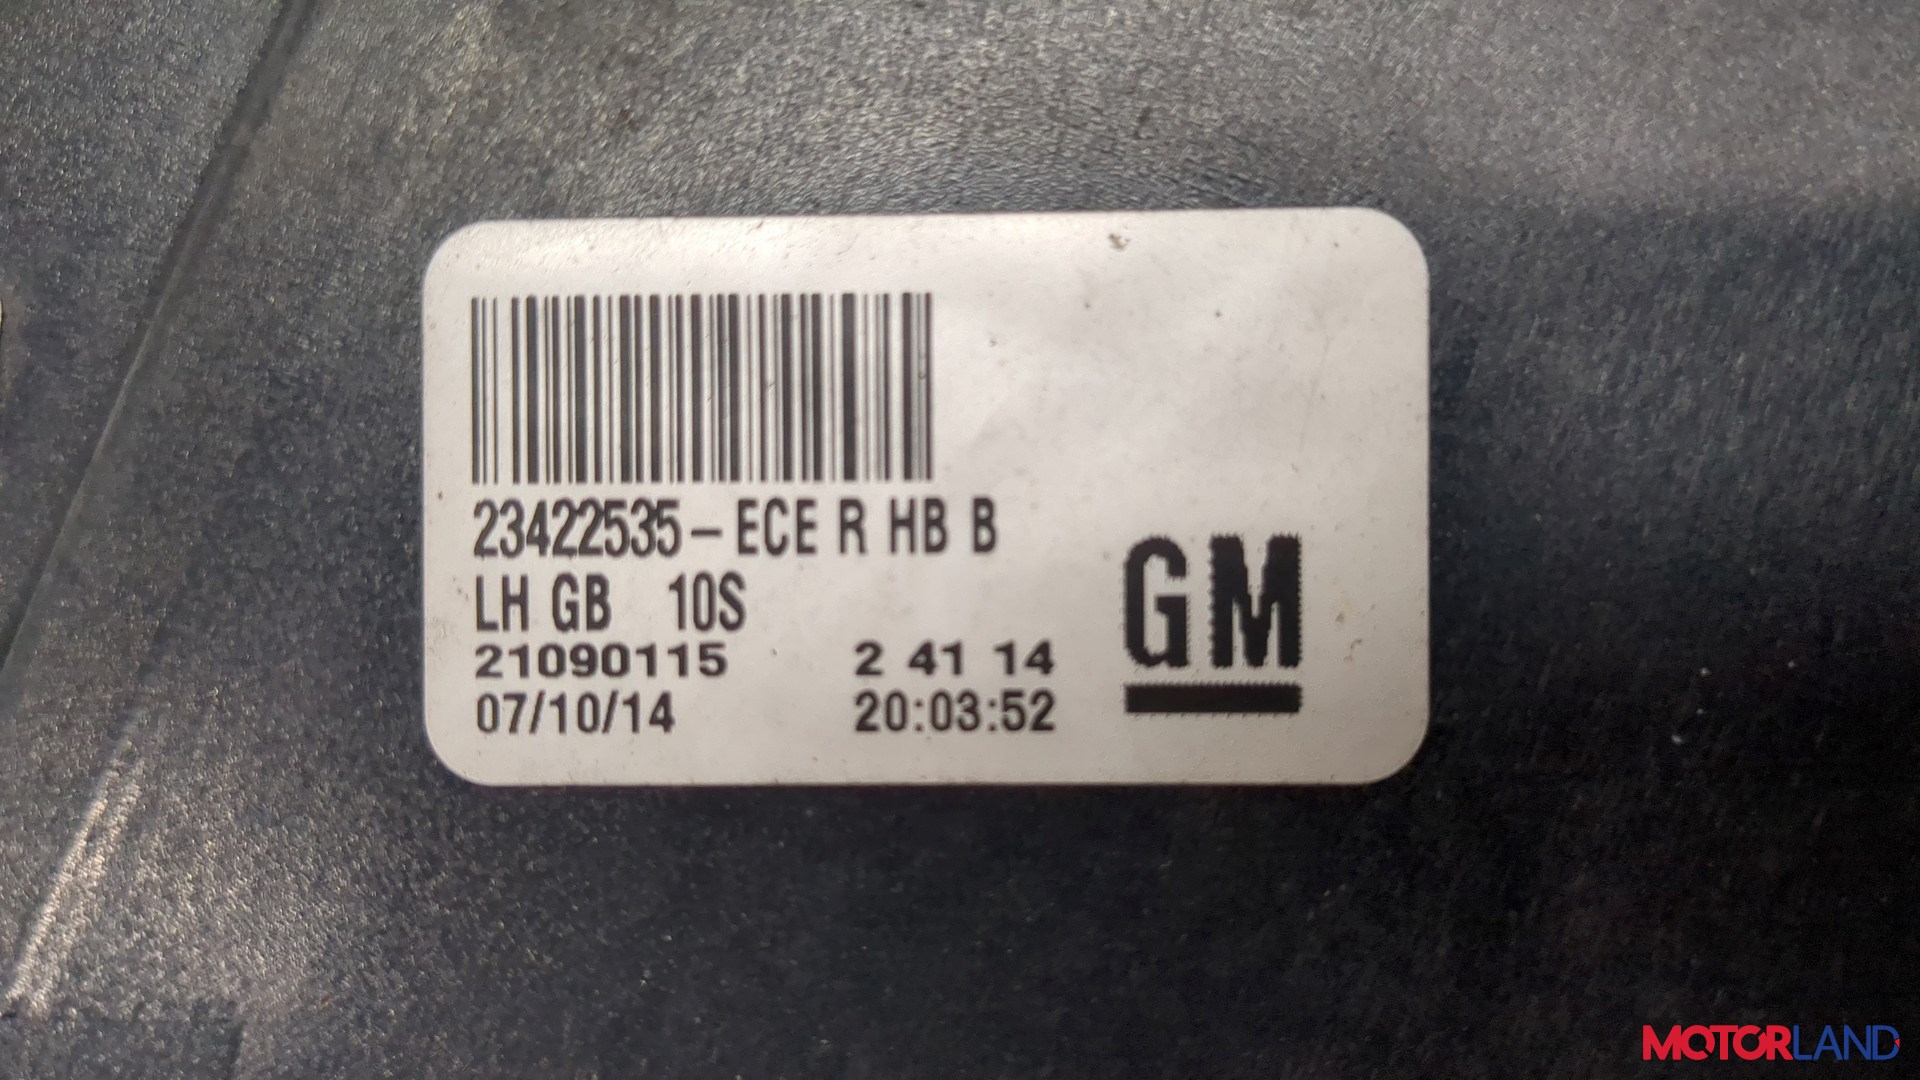 23422535-ECE R HB B
LH GB 10S
21090115 2 41 14
07/10/14 20:03:52
GM
MOTORLAND